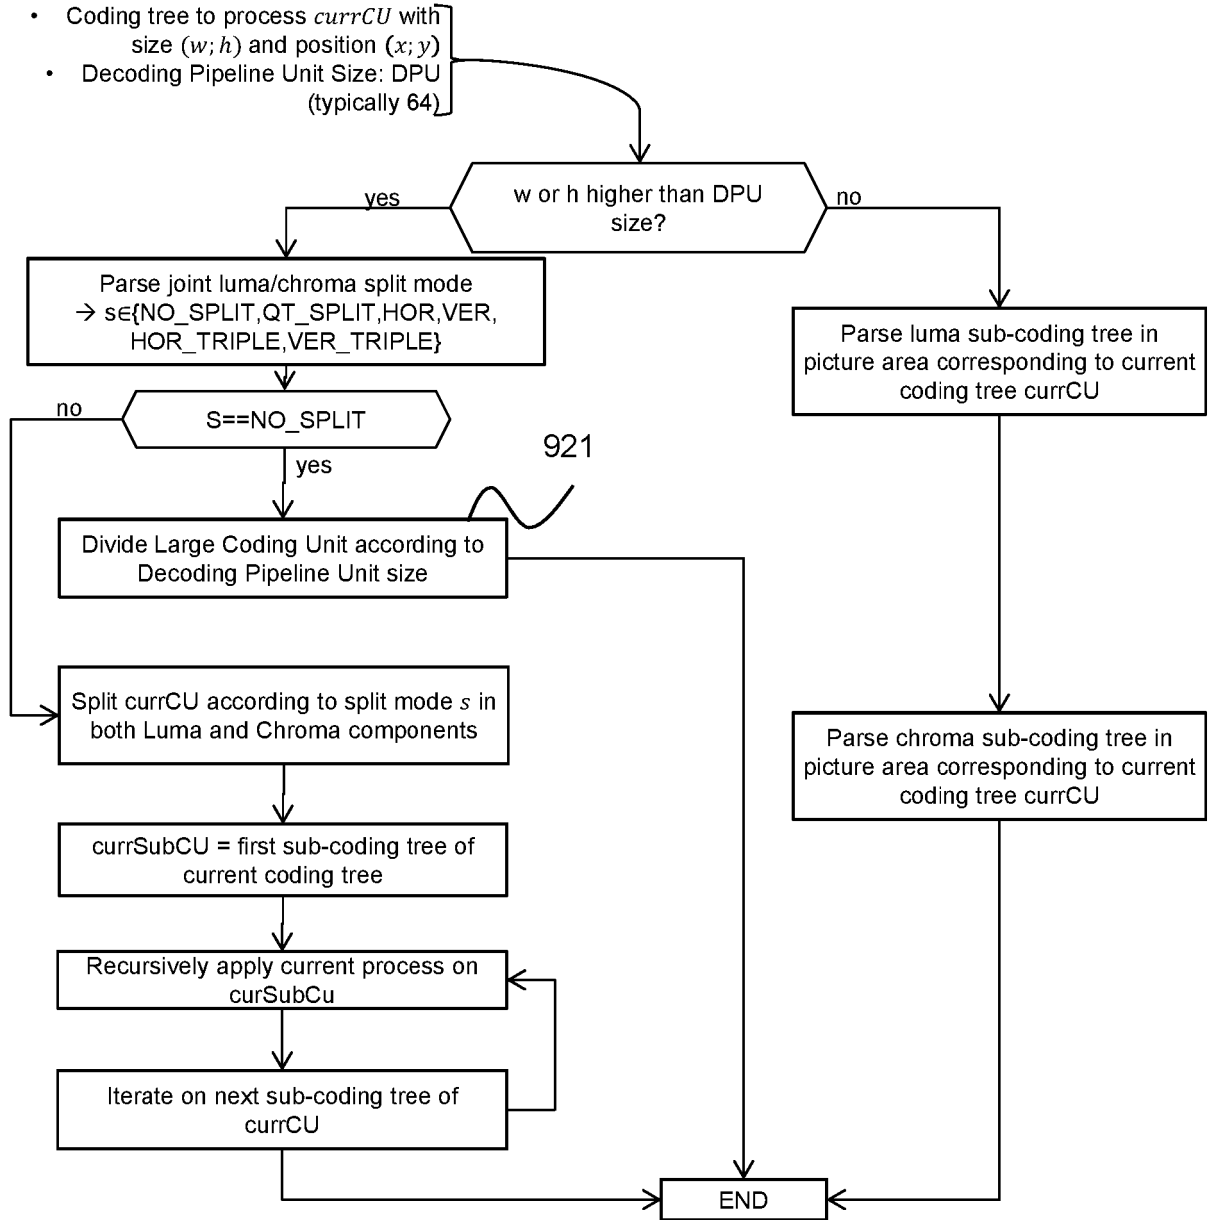 • Coding tree to process currCU with
size (w; h) and position (x; y)
• Decoding Pipeline Unit Size: DPU
(typically 64)
w or h higher than DPU
size?
yes
no
Parse joint luma/chroma split mode
→ s∈{NO_SPLIT,QT_SPLIT,HOR,VER,
HOR_TRIPLE,VER_TRIPLE}
Parse luma sub-coding tree in
picture area corresponding to current
coding tree currCU
no
S==NO_SPLIT
yes
921
Divide Large Coding Unit according to
Decoding Pipeline Unit size
Split currCU according to split mode s in
both Luma and Chroma components
Parse chroma sub-coding tree in
picture area corresponding to current
coding tree currCU
currSubCU = first sub-coding tree of
current coding tree
Recursively apply current process on
curSubCu
Iterate on next sub-coding tree of
currCU
END